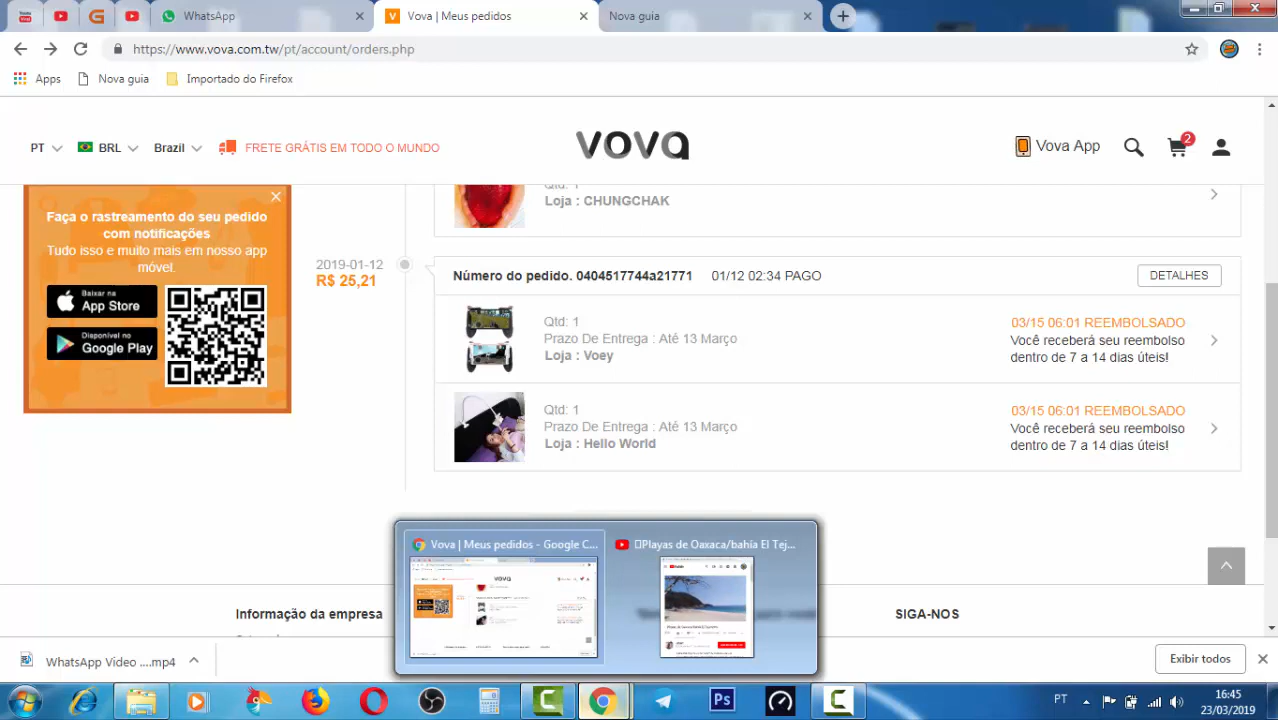 WhatsApp
Vova | Meus pedidos
Nova guia
https://www.vova.com.tw/pt/account/orders.php
Apps
Nova guia
Importado do Firefox
PT
BRL
Brazil
FRETE GRÁTIS EM TODO O MUNDO
vova
Vova App
2
Faça o rastreamento do seu pedido
com notificações
Tudo isso e muito mais em nosso app
móvel.
Baixar na
App Store
Disponível no
Google Play
Qtd: 1
Loja : CHUNGCHAK
2019-01-12
R$ 25,21
Número do pedido. 0404517744a21771
01/12 02:34 PAGO
DETALHES
Qtd: 1
Prazo De Entrega : Até 13 Março
Loja : Voey
03/15 06:01 REEMBOLSADO
Você receberá seu reembolso
dentro de 7 a 14 dias úteis!
Qtd: 1
Prazo De Entrega : Até 13 Março
Loja : Hello World
03/15 06:01 REEMBOLSADO
Você receberá seu reembolso
dentro de 7 a 14 dias úteis!
Vova | Meus pedidos - Google C...
Playas de Oaxaca/bahía El Tej...
Informação da empresa
SIGA-NOS
WhatsApp Video ....mp4
Exibir todos
Ps
PT
16:45
23/03/2019